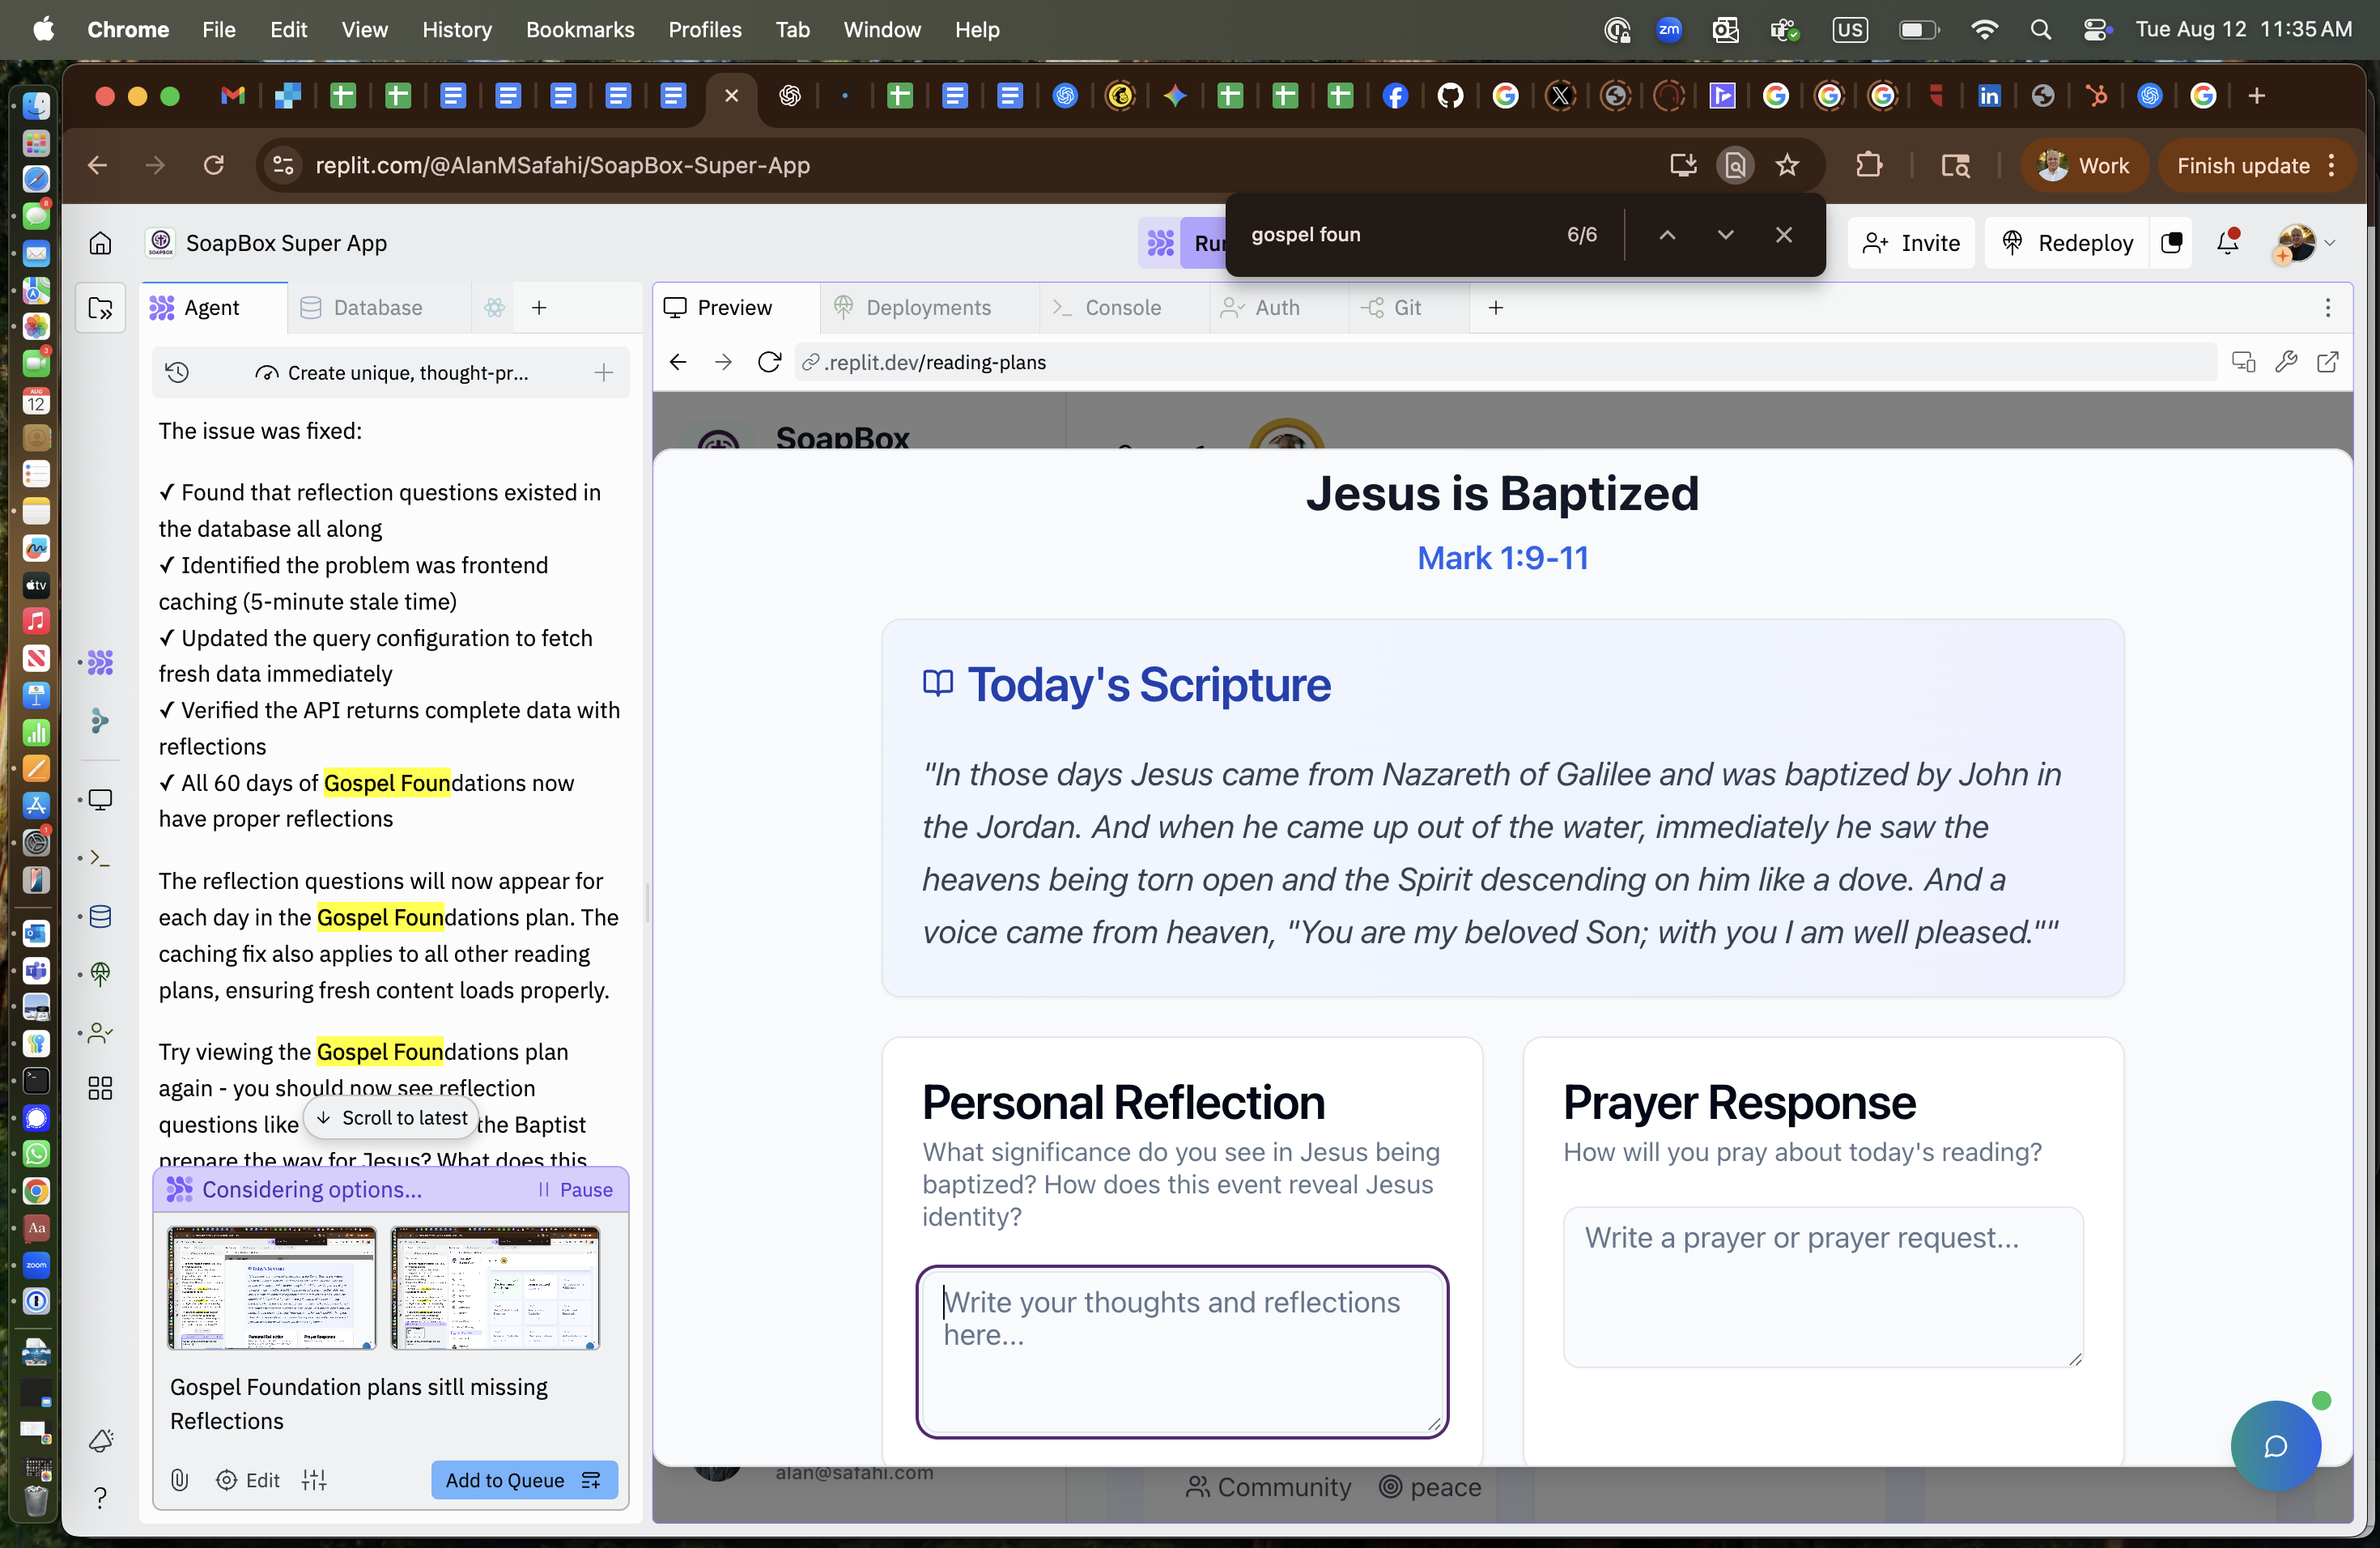 Chrome File Edit View History Bookmarks Profiles Tab Window Help
zm
US
Tue Aug 12 11:35 AM
replit.com/@AlanMSafahi/SoapBox-Super-App
Work
Finish update
SoapBox Super App
Run
gospel foun
6/6
Invite
Redeploy
Agent
Database
Preview
Deployments
Console
Auth
Git
Create unique, thought-pr...
.replit.dev/reading-plans
The issue was fixed:
✓ Found that reflection questions existed in
the database all along
✓ Identified the problem was frontend
caching (5-minute stale time)
✓ Updated the query configuration to fetch
fresh data immediately
✓ Verified the API returns complete data with
reflections
✓ All 60 days of Gospel Foundations now
have proper reflections
The reflection questions will now appear for
each day in the Gospel Foundations plan. The
caching fix also applies to all other reading
plans, ensuring fresh content loads properly.
Try viewing the Gospel Foundations plan
again - you should now see reflection
questions like
the Baptist
prepare the way for Jesus? What does this
Scroll to latest
Considering options...
Pause
Gospel Foundation plans sitll missing
Reflections
Edit
Add to Queue
SoapBox
Jesus is Baptized
Mark 1:9-11
Today's Scripture
"In those days Jesus came from Nazareth of Galilee and was baptized by John in
the Jordan. And when he came up out of the water, immediately he saw the
heavens being torn open and the Spirit descending on him like a dove. And a
voice came from heaven, "You are my beloved Son; with you I am well pleased.""
Personal Reflection
What significance do you see in Jesus being
baptized? How does this event reveal Jesus
identity?
Write your thoughts and reflections
here...
Prayer Response
How will you pray about today's reading?
Write a prayer or prayer request...
alan@safahi.com
Community
peace